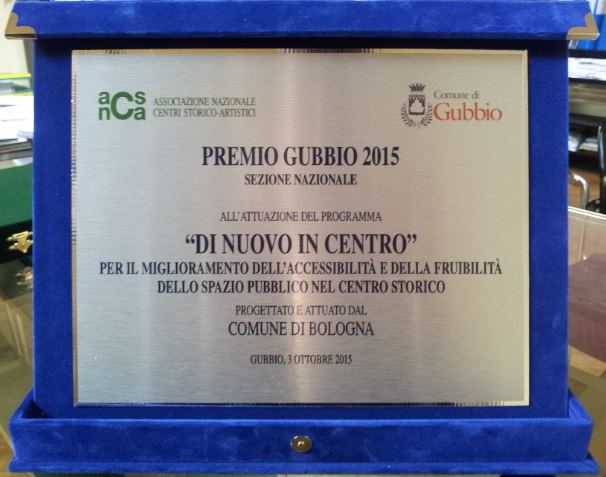 acs
nca
ASSOCIAZIONE NAZIONALE
CENTRI STORICO-ARTISTICI
Comune di
Gubbio
PREMIO GUBBIO 2015
SEZIONE NAZIONALE
ALL'ATTUAZIONE DEL PROGRAMMA
“DI NUOVO IN CENTRO”
PER IL MIGLIORAMENTO DELL'ACCESSIBILITÀ E DELLA FRUIBILITÀ
DELLO SPAZIO PUBBLICO NEL CENTRO STORICO
PROGETTATO E ATTUATO DAL
COMUNE DI BOLOGNA
GUBBIO, 3 OTTOBRE 2015